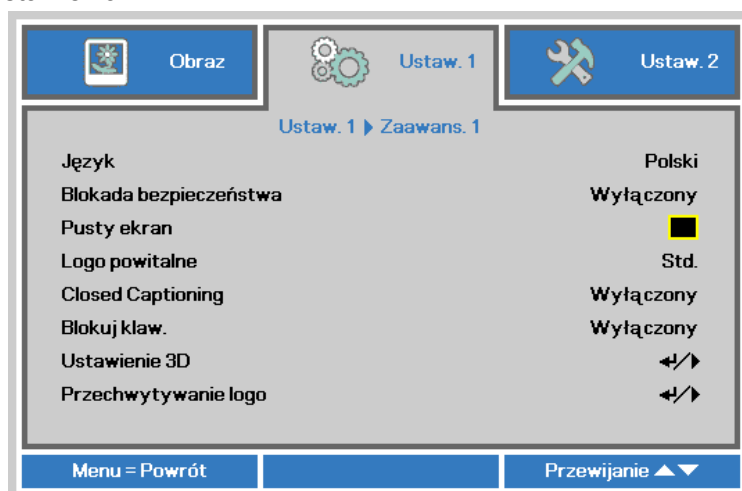 Obraz
Ustaw. 1
Ustaw. 2
Ustaw. 1 Zaawans. 1
Język Polski
Blokada bezpieczeństwa Wyłączony
Pusty ekran
Logo powitalne Std.
Closed Captioning Wyłączony
Blokuj klaw. Wyłączony
Ustawienie 3D
Przechwytywanie logo
Menu = Powrót
Przewijanie